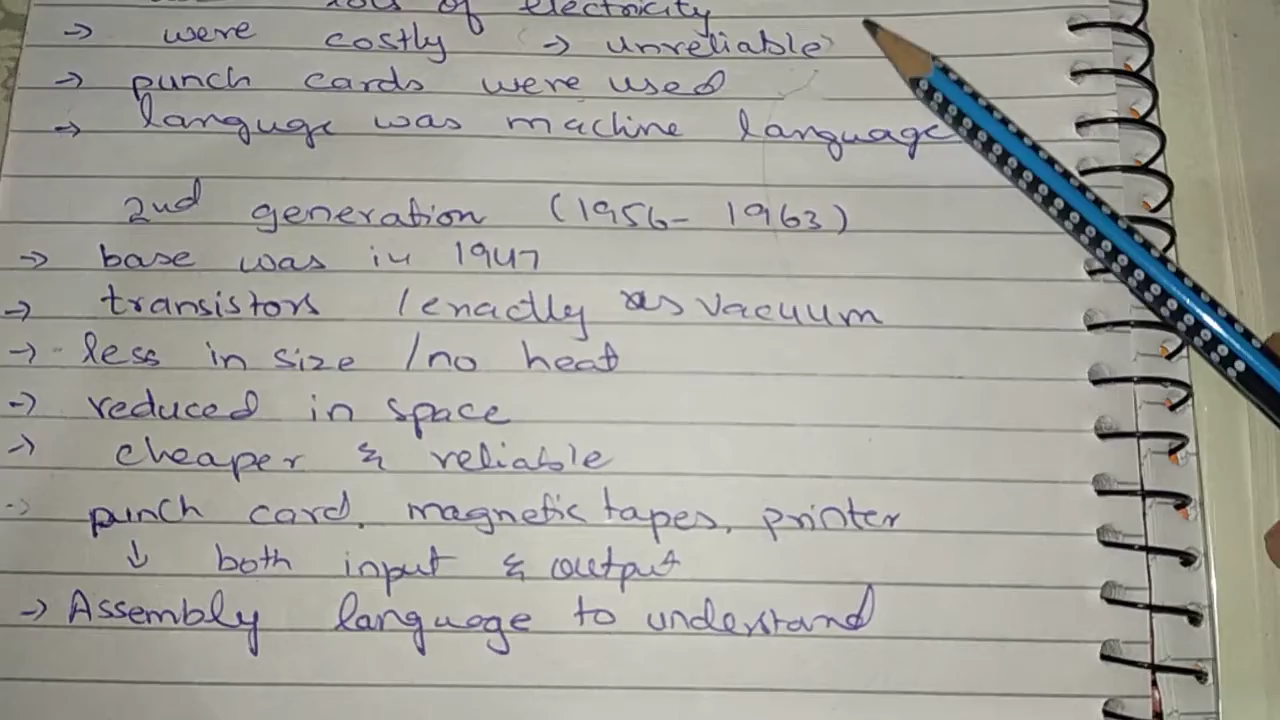 of electricity
→ were costly → unreliable
→ punch cards were used
→ languge was machine language
2nd generation (1956- 1963)
→ base was in 1947
→ transistors / enactly as vacuum
→ less in size / no heat
→ reduced in space
→ cheaper & reliable
→ punch card, magnetic tapes, printer
↓ both input & output
→ Assembly language to understand